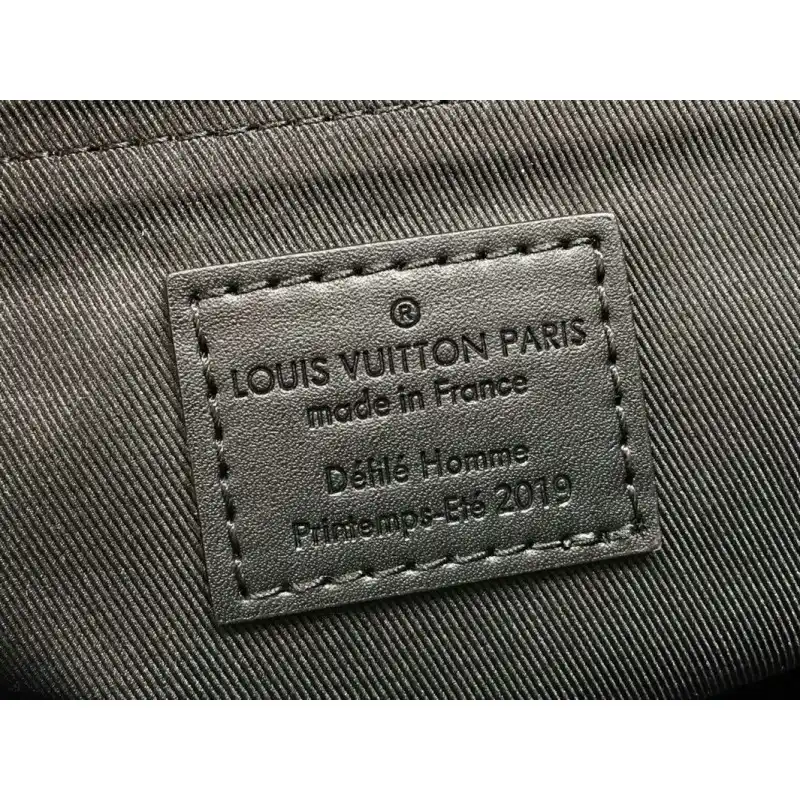 ®
LOUIS VUITTON PARIS
made in France
Défilé Homme
Printemps-Eté 2019